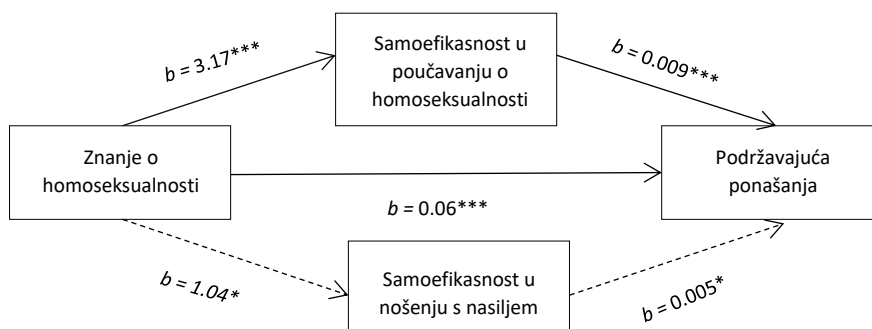 Samoefikasnost u
poučavanju o
homoseksualnosti
b = 3.17***
b = 0.009***
Znanje o
homoseksualnosti
Podržavajuća
ponašanja
b = 0.06***
Samoefikasnost u
nošenju s nasiljem
b = 1.04*
b = 0.005*